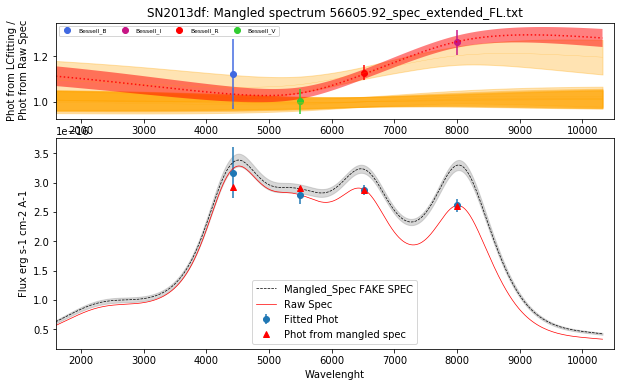 SN2013df: Mangled spectrum 56605.92_spec_extended_FL.txt
Bessell_B Bessell_I Bessell_R Bessell_V
Phot from LCfitting /
Phot from Raw Spec
1.2
1.0
2000 3000 4000 5000 6000 7000 8000 9000 10000
1e−16
Flux erg s-1 cm-2 A-1
3.5
3.0
2.5
2.0
1.5
1.0
0.5
Mangled_Spec FAKE SPEC
Raw Spec
Fitted Phot
Phot from mangled spec
2000 3000 4000 5000 6000 7000 8000 9000 10000
Wavelenght